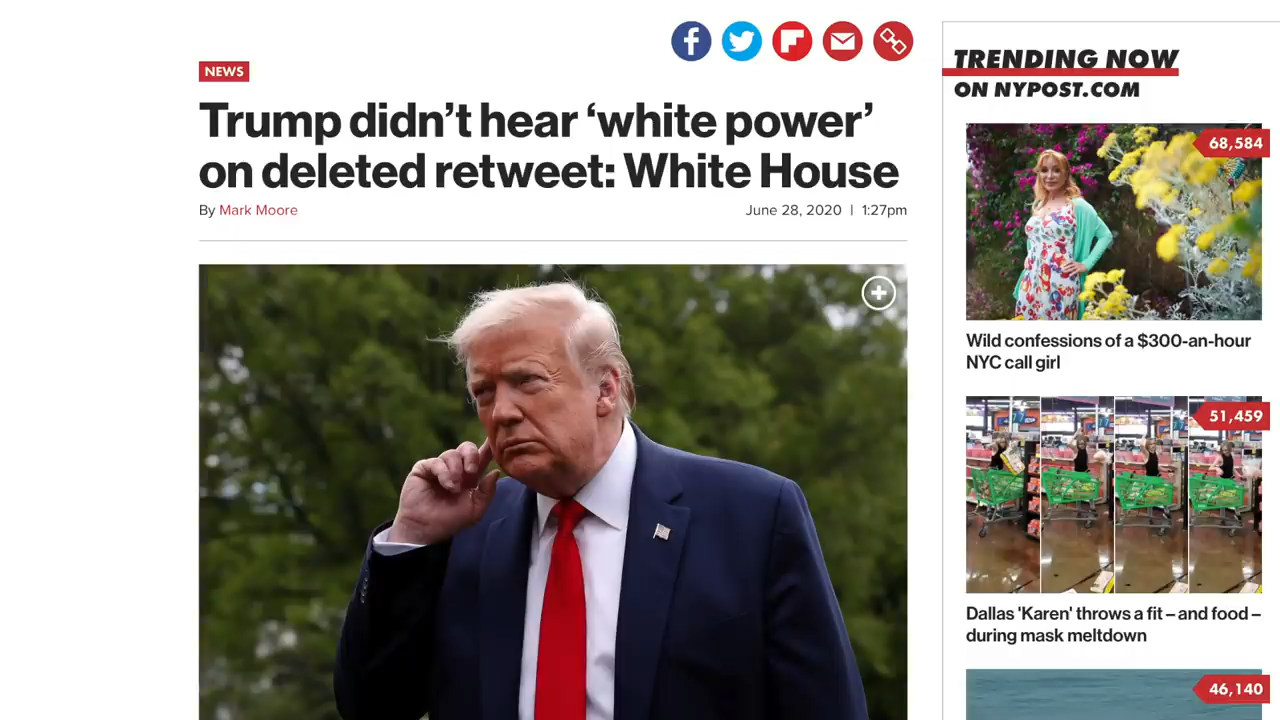 NEWS
Trump didn’t hear ‘white power’
on deleted retweet: White House
By Mark Moore
June 28, 2020 | 1:27pm
TRENDING NOW
ON NYPOST.COM
68,584
Wild confessions of a $300-an-hour
NYC call girl
51,459
Dallas 'Karen' throws a fit – and food –
during mask meltdown
46,140